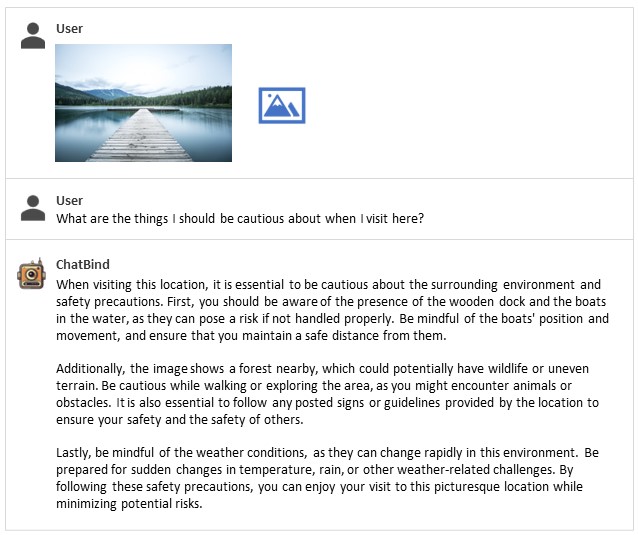 User
User
What are the things I should be cautious about when I visit here?
ChatBind
When visiting this location, it is essential to be cautious about the surrounding environment and
safety precautions. First, you should be aware of the presence of the wooden dock and the boats
in the water, as they can pose a risk if not handled properly. Be mindful of the boats' position and
movement, and ensure that you maintain a safe distance from them.
Additionally, the image shows a forest nearby, which could potentially have wildlife or uneven
terrain. Be cautious while walking or exploring the area, as you might encounter animals or
obstacles. It is also essential to follow any posted signs or guidelines provided by the location to
ensure your safety and the safety of others.
Lastly, be mindful of the weather conditions, as they can change rapidly in this environment. Be
prepared for sudden changes in temperature, rain, or other weather-related challenges. By
following these safety precautions, you can enjoy your visit to this picturesque location while
minimizing potential risks.